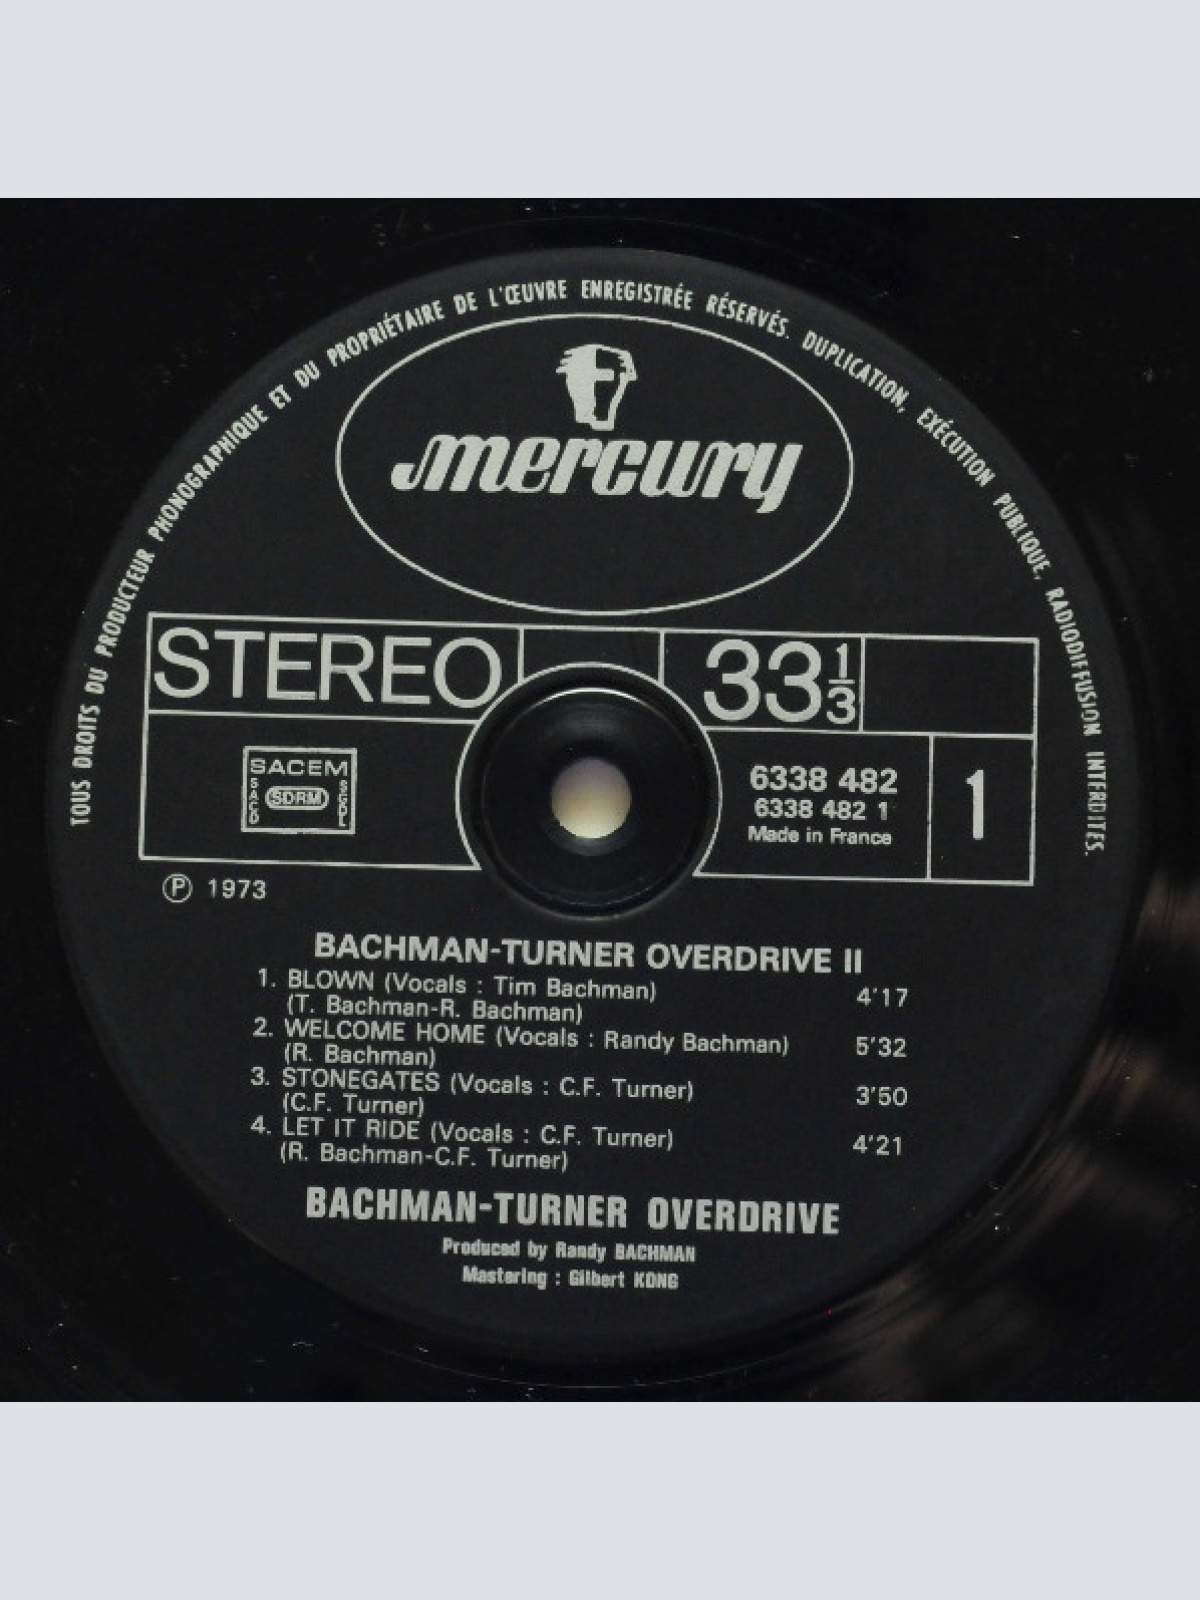 TOUS DROITS DU PRODUCTEUR PHONOGRAPHIQUE ET DU PROPRIÉTAIRE DE L'ŒUVRE ENREGISTRÉE RÉSERVÉS. DUPLICATION, EXÉCUTION PUBLIQUE, RADIODIFFUSION INTERDITES.
mercury
STEREO
33 1/3
SACEM
SACD
SDRM
SGDL
6338 482
6338 482 1
Made in France
1
Ⓟ 1973
BACHMAN-TURNER OVERDRIVE II
1. BLOWN (Vocals : Tim Bachman) 4'17
(T. Bachman-R. Bachman)
2. WELCOME HOME (Vocals : Randy Bachman) 5'32
(R. Bachman)
3. STONEGATES (Vocals : C.F. Turner) 3'50
(C.F. Turner)
4. LET IT RIDE (Vocals : C.F. Turner) 4'21
(R. Bachman-C.F. Turner)
BACHMAN-TURNER OVERDRIVE
Produced by Randy BACHMAN
Mastering : Gilbert KONG